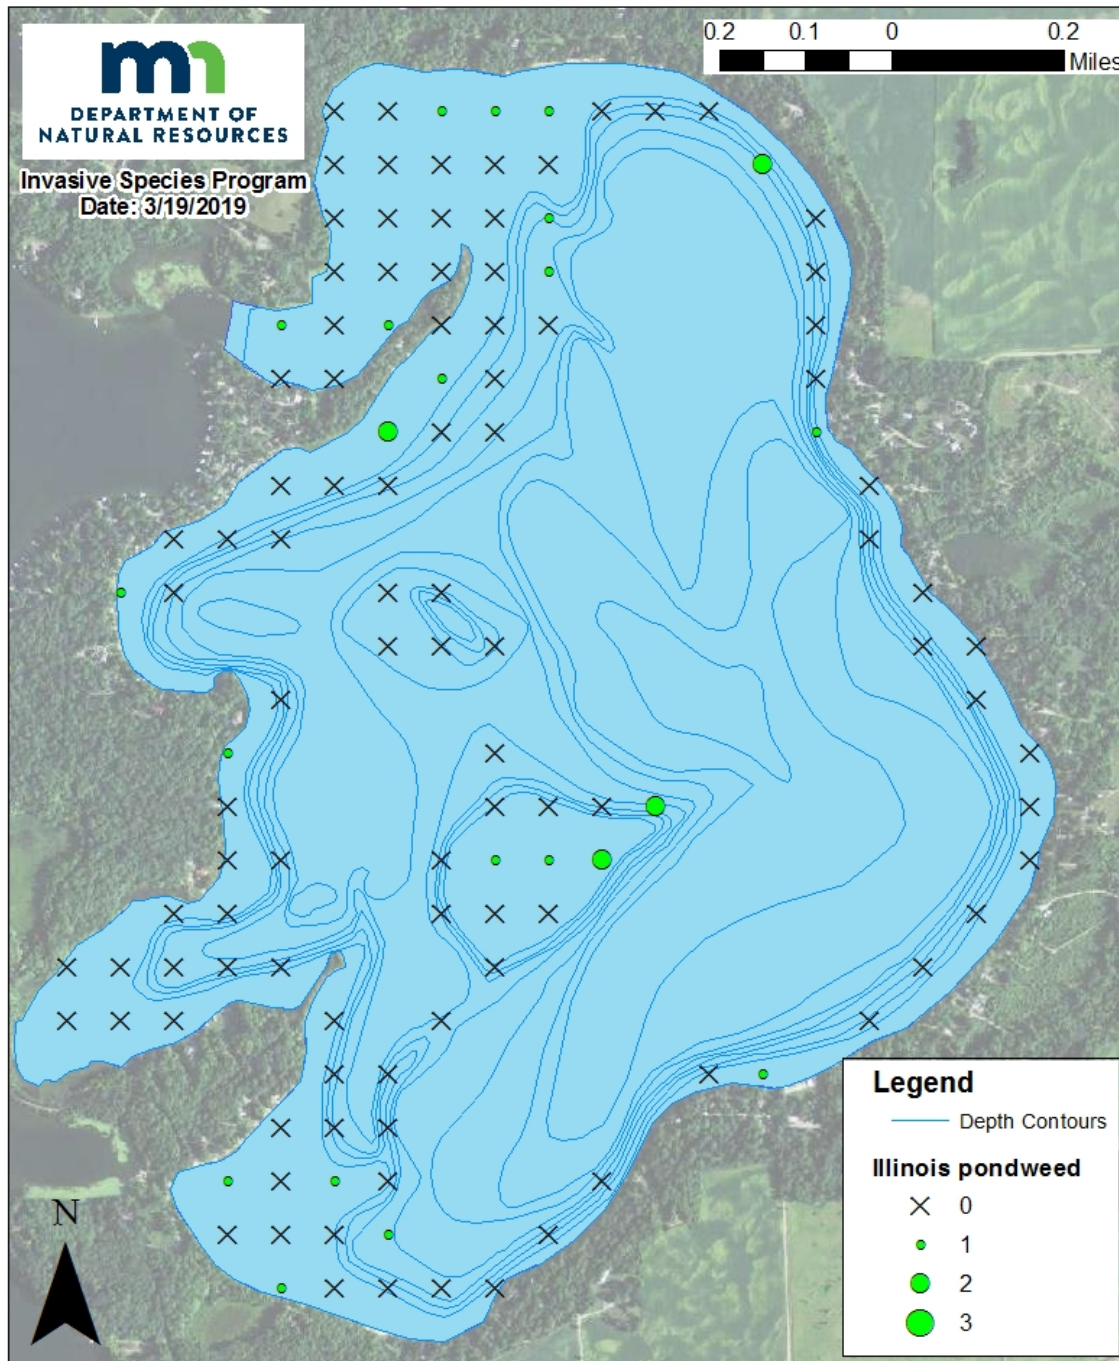 mn
DEPARTMENT OF
NATURAL RESOURCES
Invasive Species Program
Date: 3/19/2019
0.2 0.1 0 0.2
Miles
Legend
Depth Contours
Illinois pondweed
0
1
2
3
N